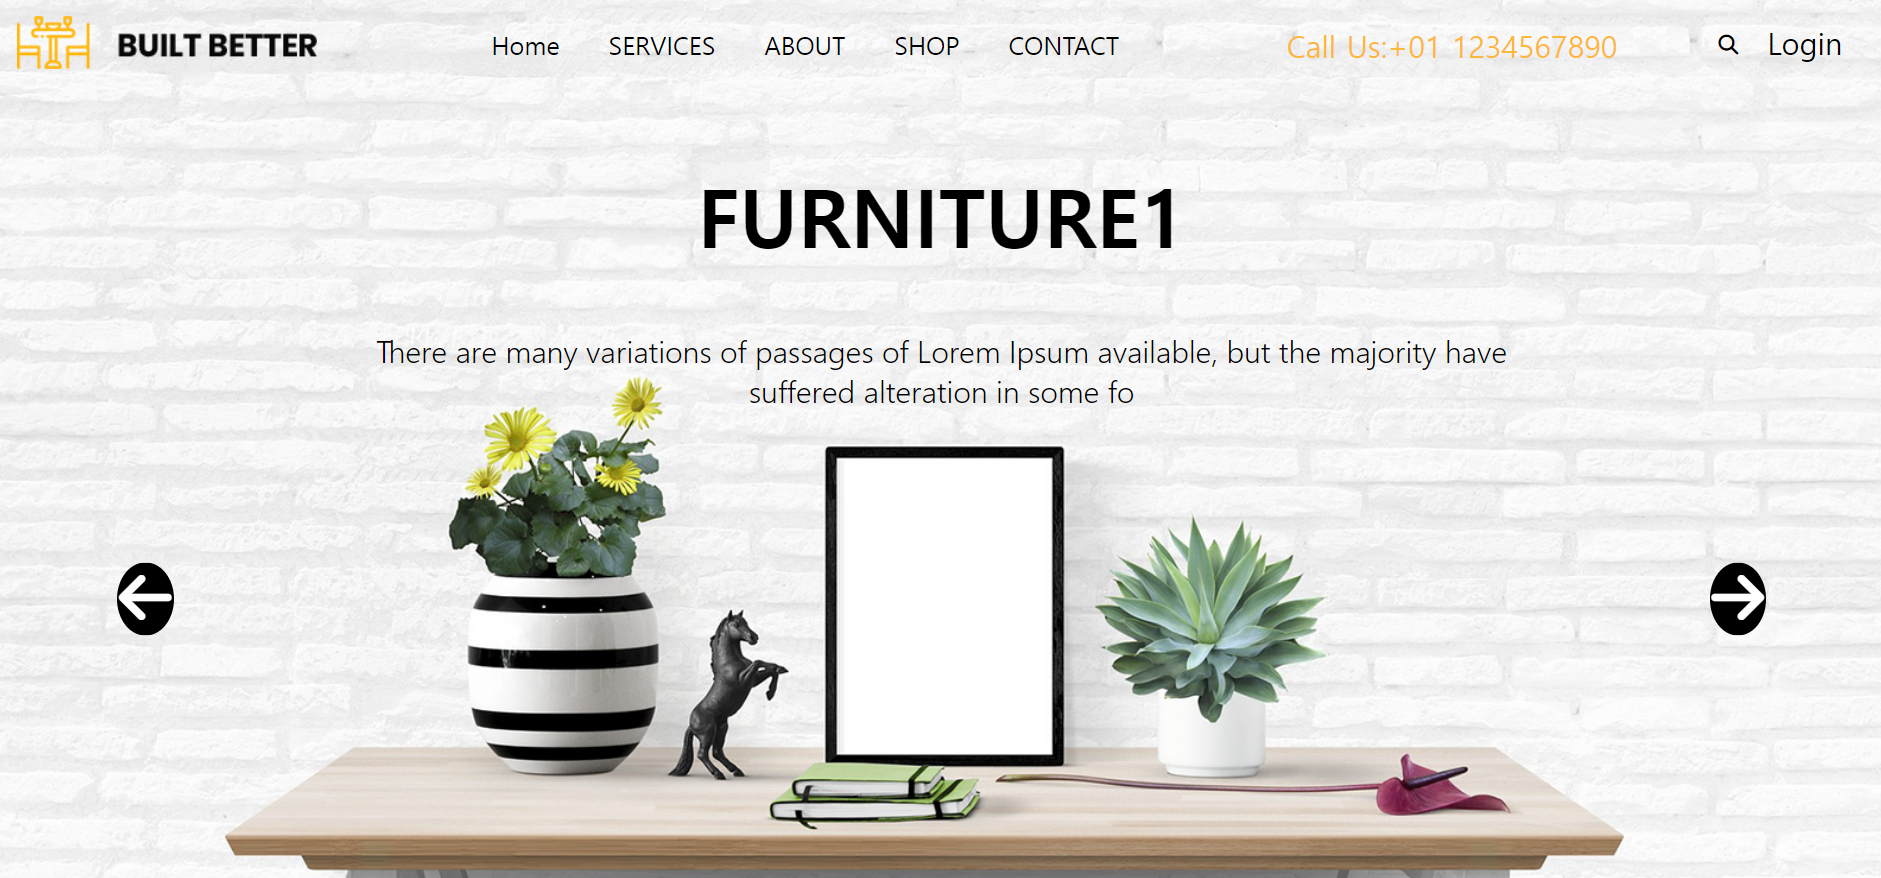 BUILT BETTER
Home SERVICES ABOUT SHOP CONTACT
Call Us:+01 1234567890
Login
FURNITURE1
There are many variations of passages of Lorem Ipsum available, but the majority have
suffered alteration in some fo